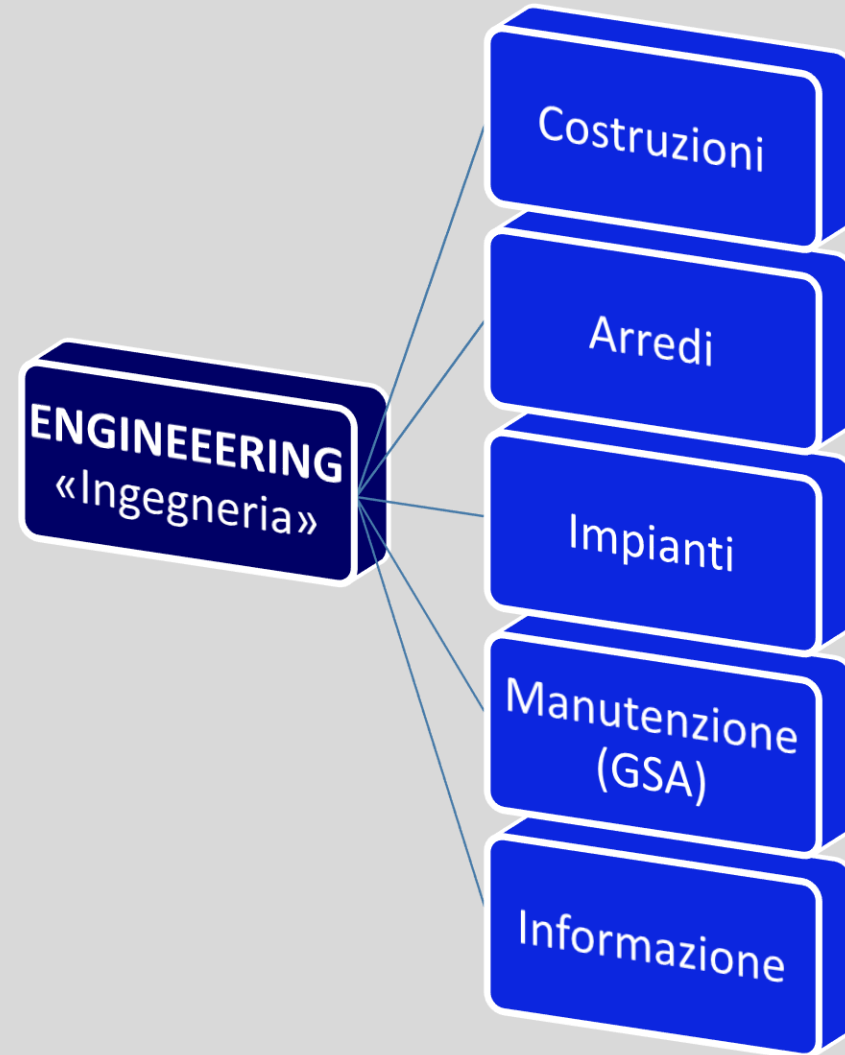 Costruzioni
Arredi
ENGINEEERING
«Ingegneria»
Impianti
Manutenzione
(GSA)
Informazione